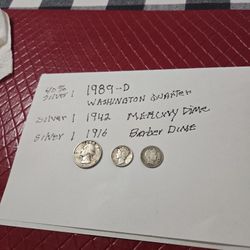 40%
silver 1 1989-D
WASHINGTON QUARTER
silver 1 1942 MERCURY Dime
silver 1 1916 Barber DIME